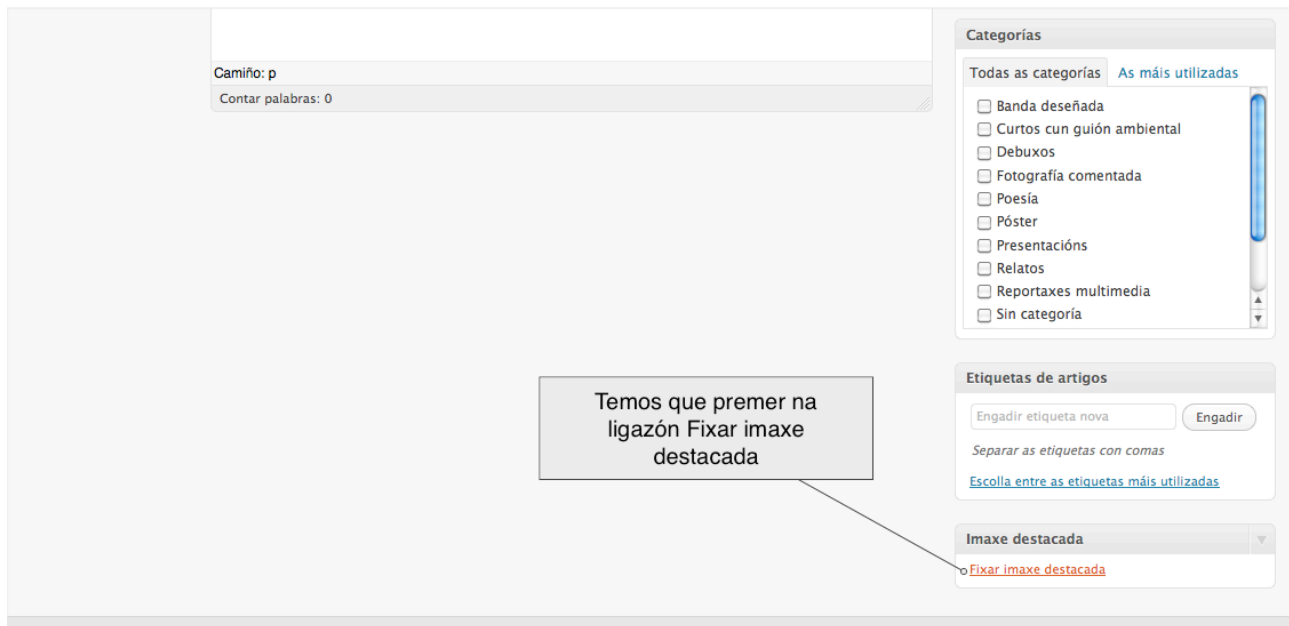 Camiño: p
Contar palabras: 0
Categorías
Todas as categorías As máis utilizadas
Banda deseñada
Curtos cun guión ambiental
Debuxos
Fotografía comentada
Poesía
Póster
Presentacións
Relatos
Reportaxes multimedia
Sin categoría
Temos que premer na
ligazón Fixar imaxe
destacada
Etiquetas de artigos
Engadir etiqueta nova Engadir
Separar as etiquetas con comas
Escolla entre as etiquetas máis utilizadas
Imaxe destacada
Fixar imaxe destacada